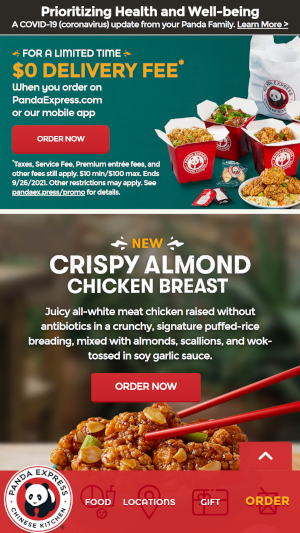 Prioritizing Health and Well-being
A COVID-19 (coronavirus) update from your Panda Family. Learn More >
FOR A LIMITED TIME
$0 DELIVERY FEE*
When you order on
PandaExpress.com
or our mobile app
ORDER NOW
*Taxes, Service Fee, Premium entrée fees, and
other fees still apply. $10 min/$100 max. Ends
9/26/2021. Other restrictions may apply. See
pandaex.press/promo for details.
NEW
CRISPY ALMOND
CHICKEN BREAST
Juicy all-white meat chicken raised without
antibiotics in a crunchy, signature puffed-rice
breading, mixed with almonds, scallions, and wok-
tossed in soy garlic sauce.
ORDER NOW
PANDA EXPRESS
CHINESE KITCHEN
FOOD LOCATIONS GIFT ORDER